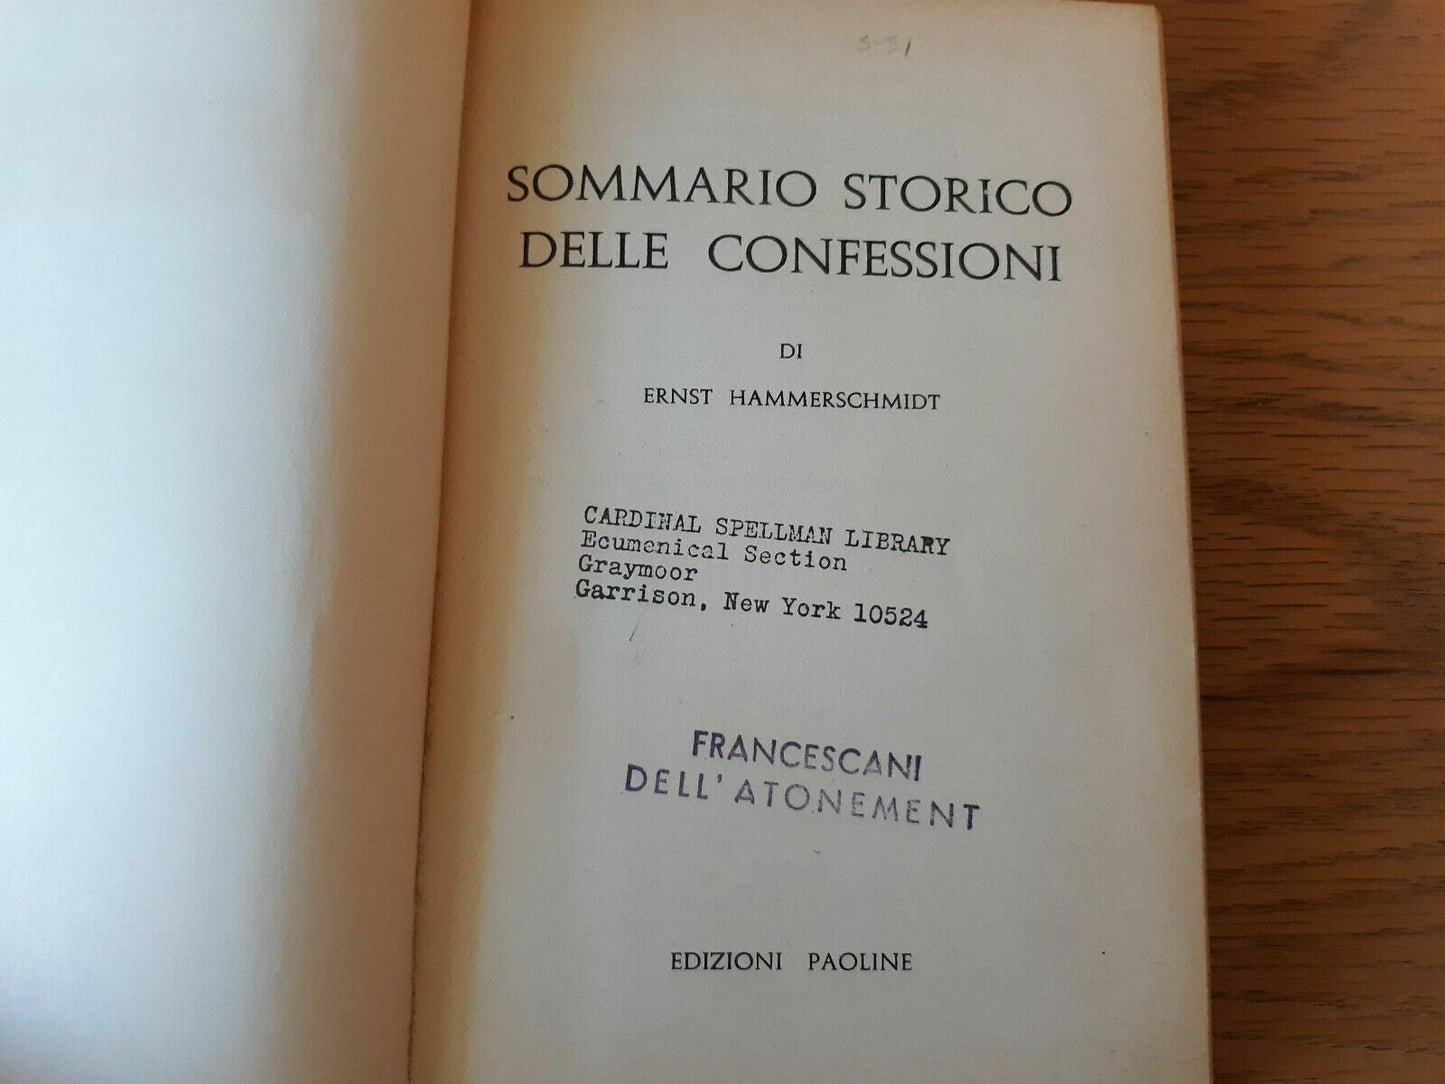 SOMMARIO STORICO
DELLE CONFESSIONI
DI
ERNST HAMMERSCHMIDT
CARDINAL SPELLMAN LIBRARY
Ecumenical Section
Graymoor
Garrison, New York 10524
FRANCESCANI
DELL' ATONEMENT
EDIZIONI PAOLINE